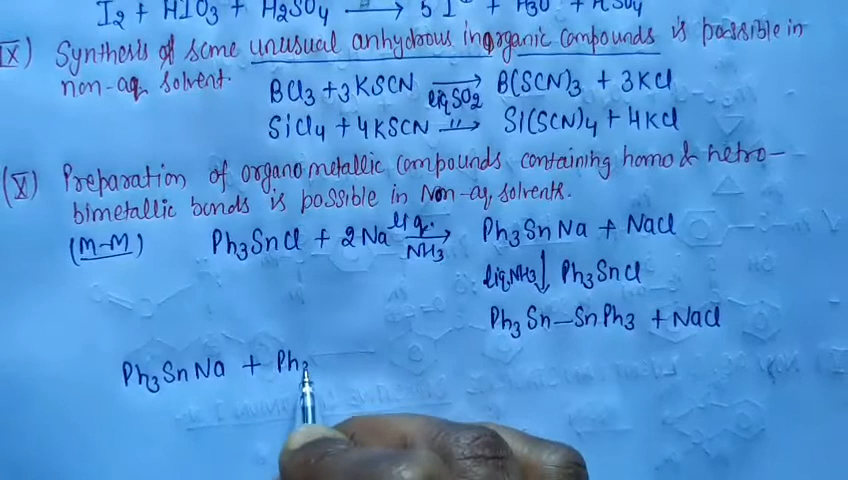 I₂ + HIO₃ + H₂SO₄ → 5 I + H₂O + HSO₄
IX) Synthesis of some unusual anhydrous inorganic compounds is possible in
non-aq solvent.
BCl₃ + 3KSCN → liq SO₂ B(SCN)₃ + 3KCl
SiCl₄ + 4KSCN –"→ Si(SCN)₄ + 4KCl
(X) Preparation of organometallic compounds containing homo & hetro-
bimetallic bonds is possible in Non-aq solvents.
(M-M) Ph₃SnCl + 2Na liq. → NH₃ Ph₃SnNa + NaCl
liq NH₃ ↓ Ph₃SnCl
Ph₃Sn–SnPh₃ + NaCl
Ph₃SnNa + Ph₃